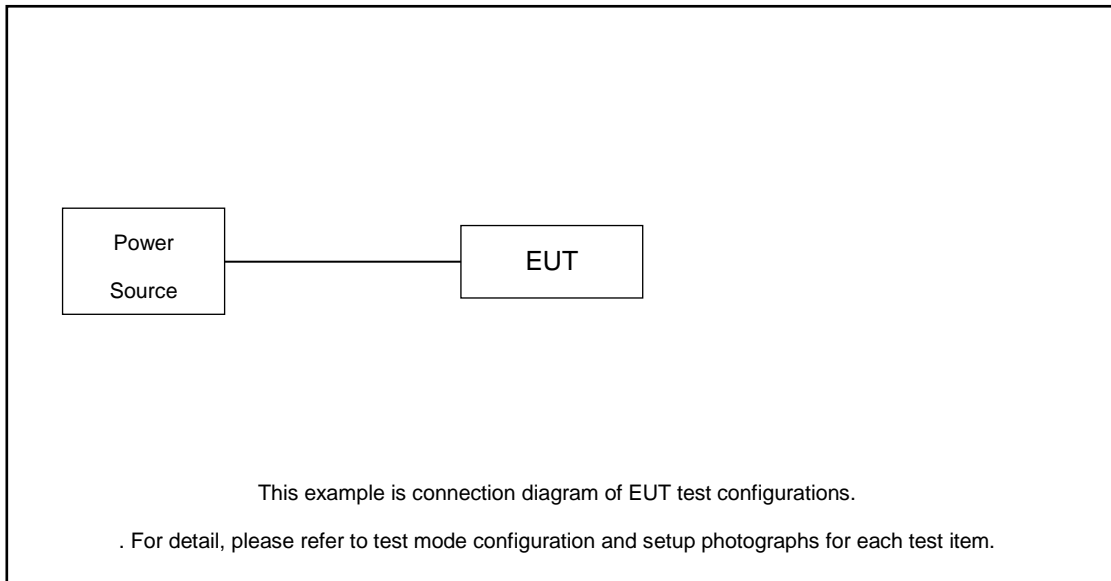 Power
Source
EUT
This example is connection diagram of EUT test configurations.
. For detail, please refer to test mode configuration and setup photographs for each test item.